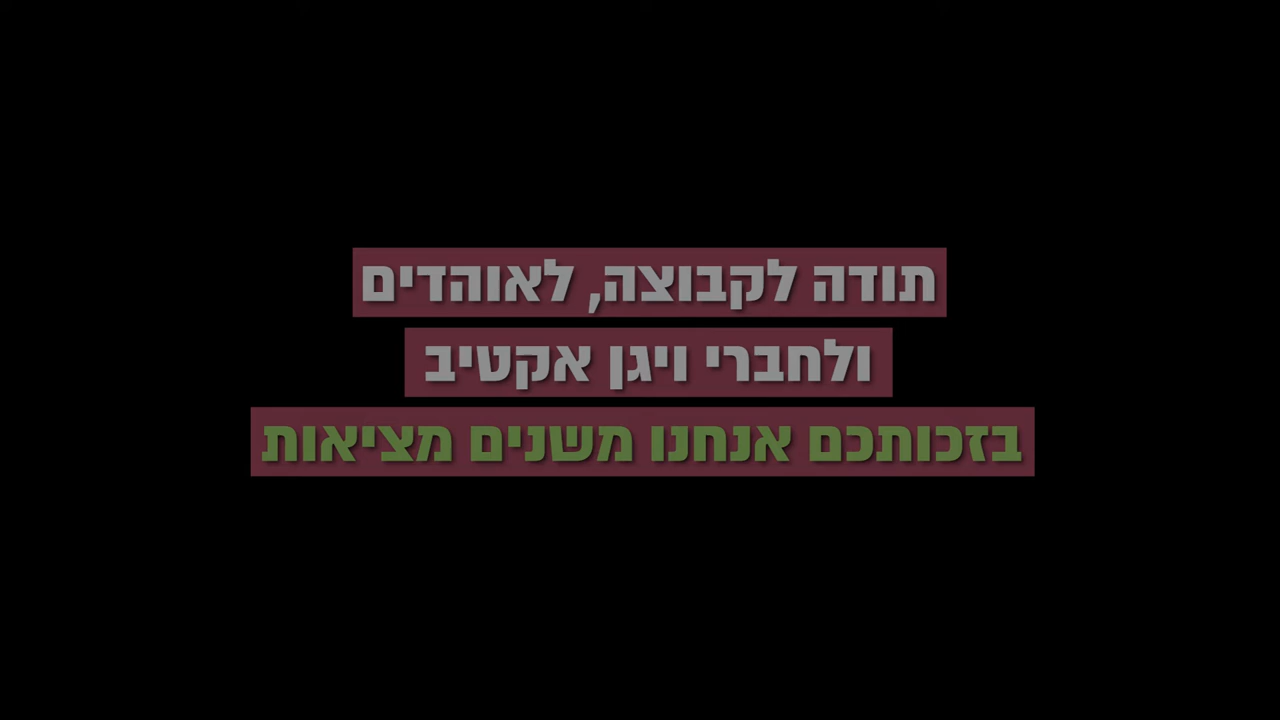 תודה לקבוצה, לאוהדים
ולחברי ויגן אקטיב
בזכותכם אנחנו משנים מציאות